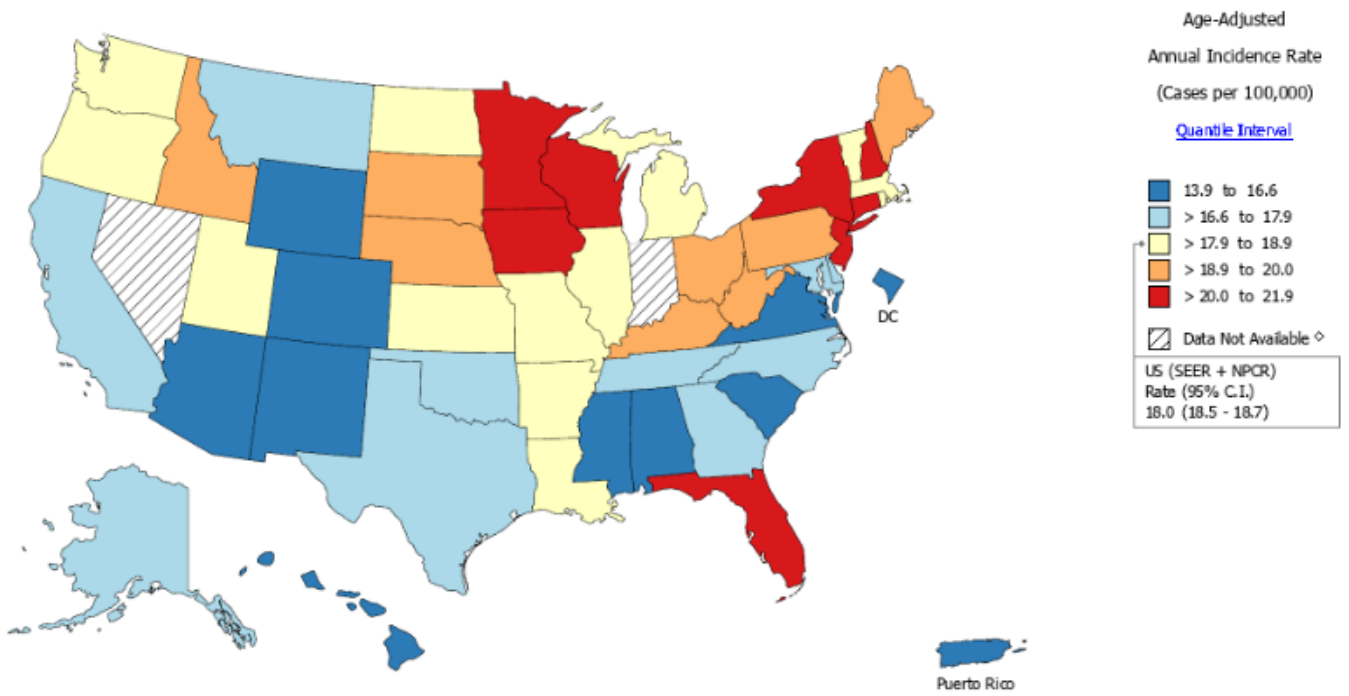 Age-Adjusted
Annual Incidence Rate
(Cases per 100,000)
Quantile Interval
13.9 to 16.6
> 16.6 to 17.9
> 17.9 to 18.9
> 18.9 to 20.0
> 20.0 to 21.9
Data Not Available ◊
US (SEER + NPCR)
Rate (95% C.I.)
18.0 (18.5 - 18.7)
DC
Puerto Rico